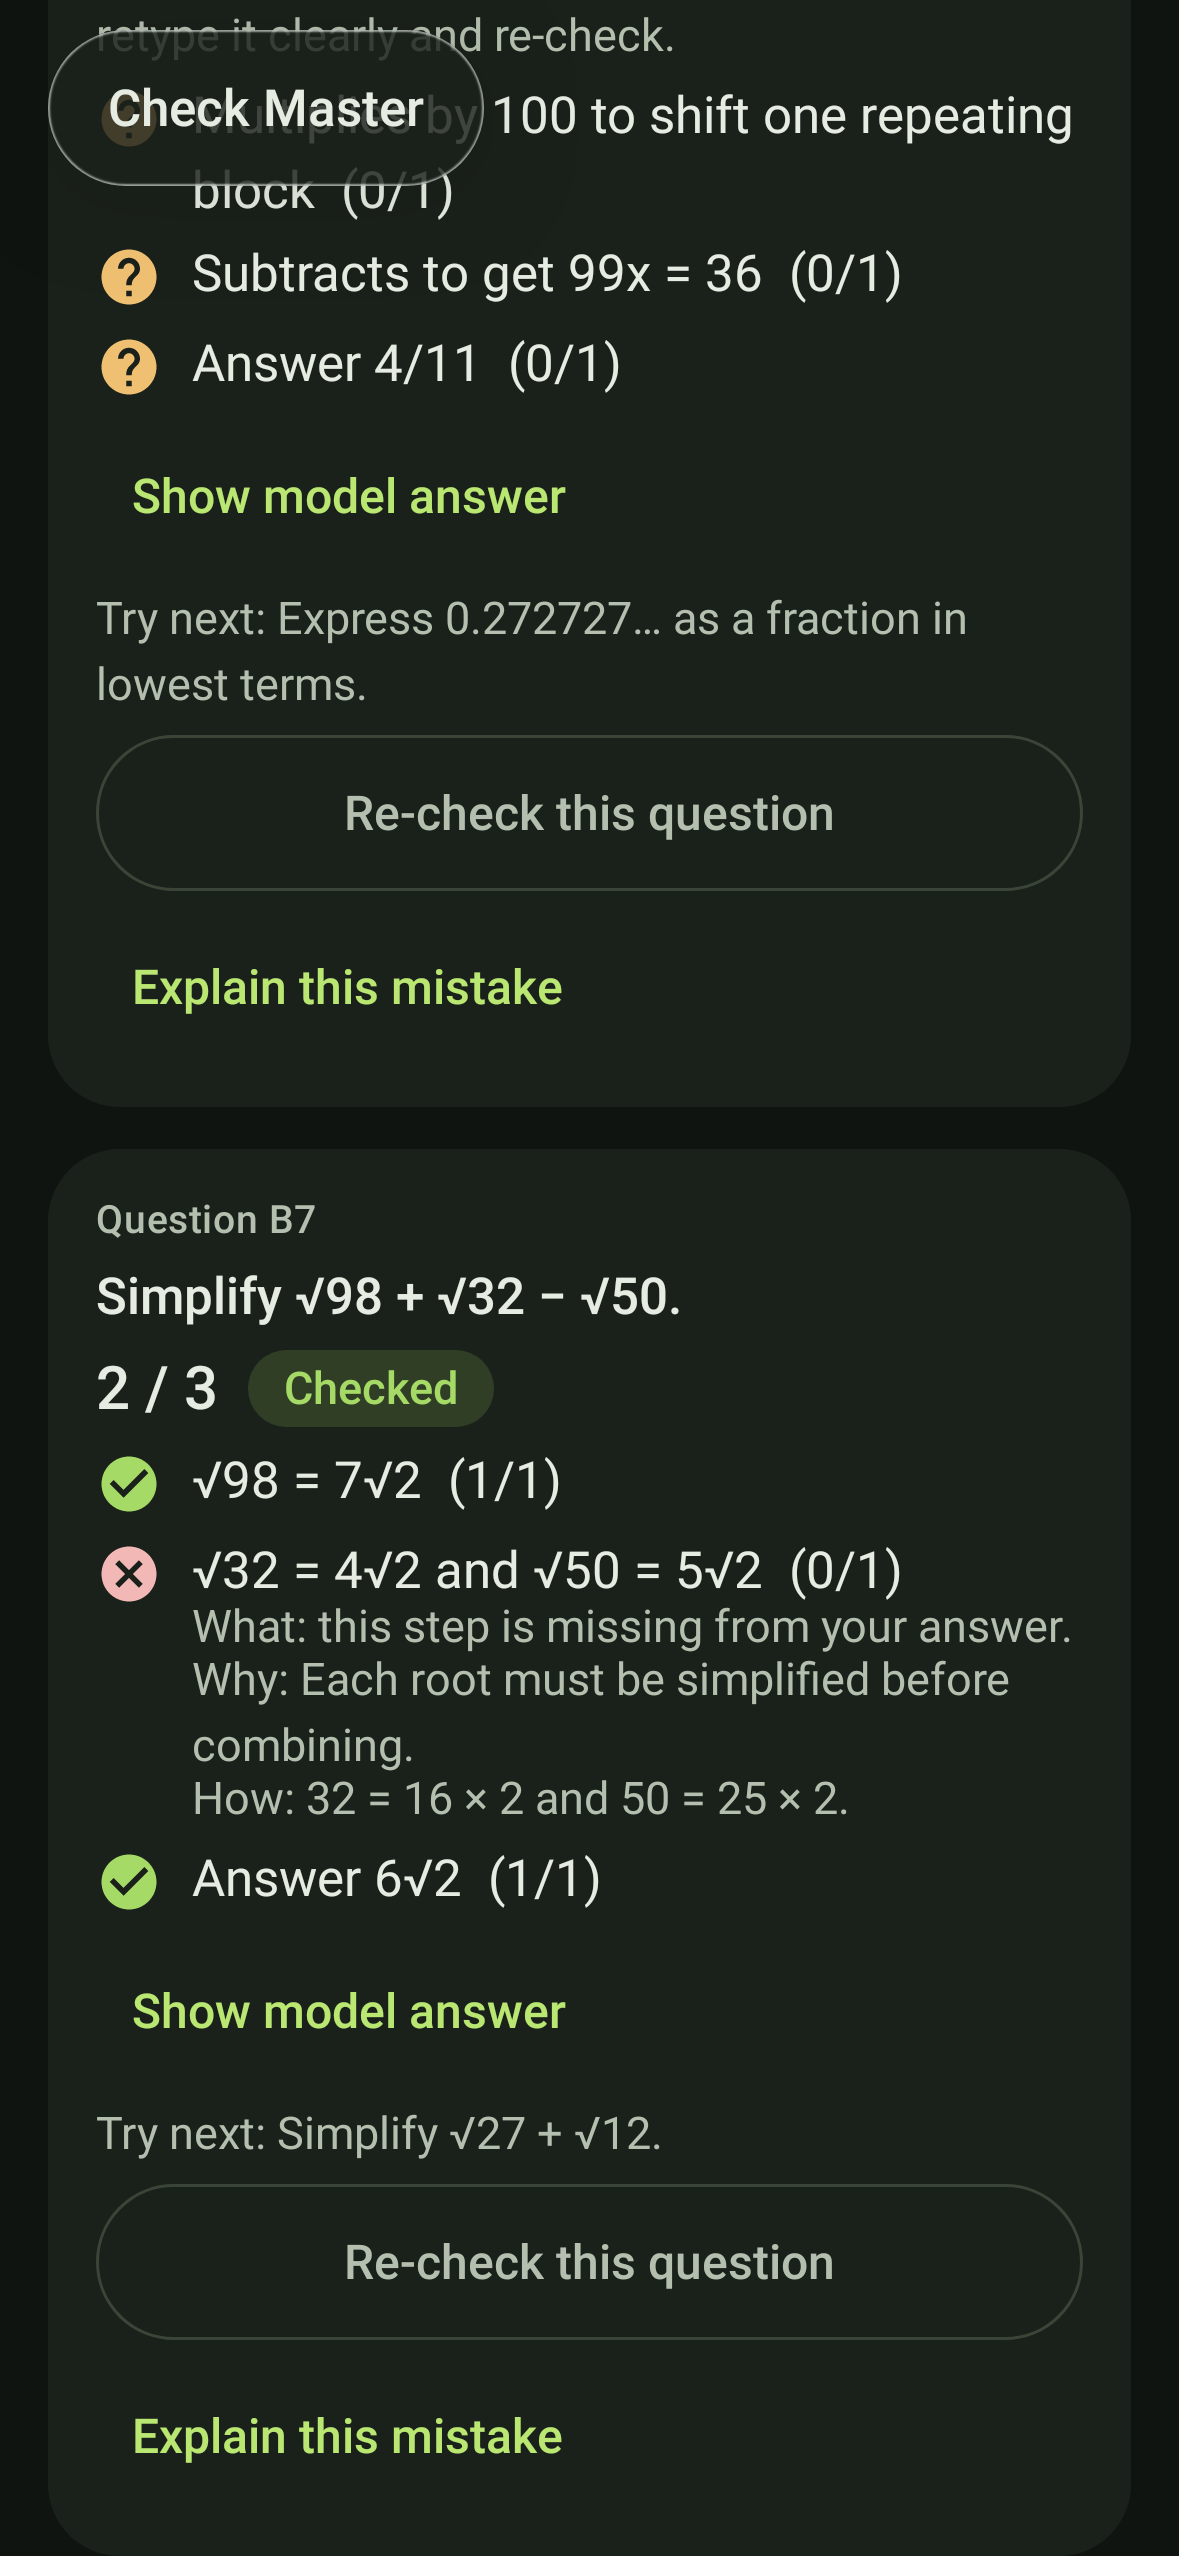 retype it clearly and re-check.
Check Master
Multiplies by 100 to shift one repeating
block (0/1)
Subtracts to get 99x = 36 (0/1)
Answer 4/11 (0/1)
Show model answer
Try next: Express 0.272727… as a fraction in
lowest terms.
Re-check this question
Explain this mistake
Question B7
Simplify √98 + √32 − √50.
2 / 3 Checked
√98 = 7√2 (1/1)
√32 = 4√2 and √50 = 5√2 (0/1)
What: this step is missing from your answer.
Why: Each root must be simplified before
combining.
How: 32 = 16 × 2 and 50 = 25 × 2.
Answer 6√2 (1/1)
Show model answer
Try next: Simplify √27 + √12.
Re-check this question
Explain this mistake